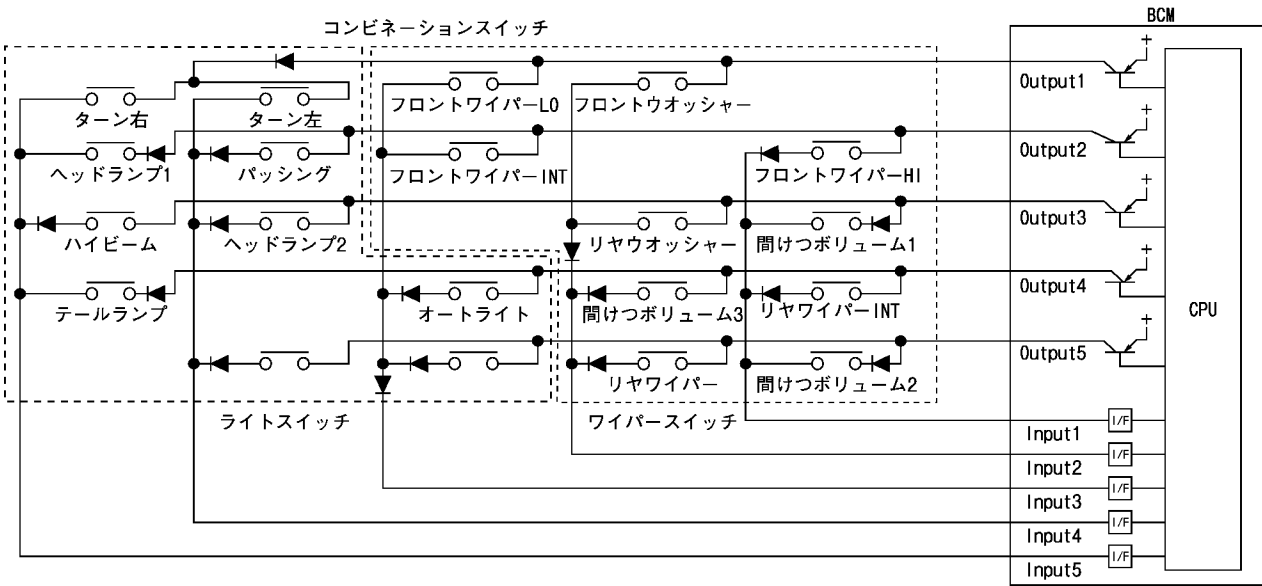 コンビネーションスイッチ
BCM
+
Output1
ターン右
ターン左
フロントワイパーLO
フロントウオッシャー
+
Output2
ヘッドランプ1
パッシング
フロントワイパーINT
フロントワイパーHI
+
Output3
ハイビーム
ヘッドランプ2
リヤウオッシャー
間けつボリューム1
+
Output4
テールランプ
オートライト
間けつボリューム3
リヤワイパーINT
CPU
+
Output5
リヤワイパー
間けつボリューム2
ライトスイッチ
ワイパースイッチ
I/F
Input1
I/F
Input2
I/F
Input3
I/F
Input4
I/F
Input5